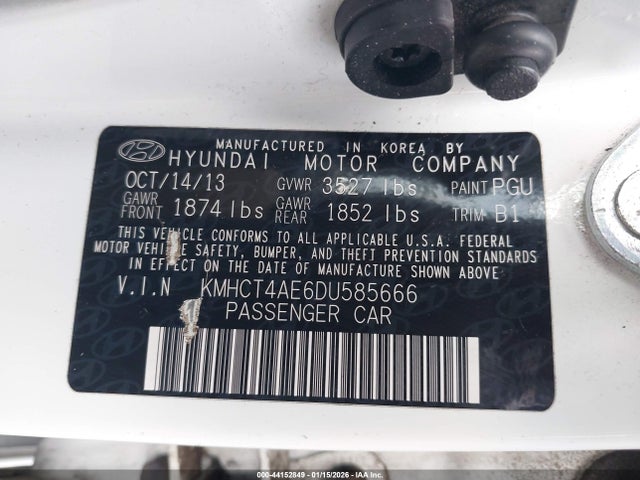 MANUFACTURED IN KOREA BY
HYUNDAI MOTOR COMPANY
OCT/14/13 GVWR 3527 lbs PAINT PGU
GAWR FRONT 1874 lbs GAWR REAR 1852 lbs TRIM B1
THIS VEHICLE CONFORMS TO ALL APPLICABLE U.S.A. FEDERAL
MOTOR VEHICLE SAFETY, BUMPER, AND THEFT PREVENTION STANDARDS
IN EFFECT ON THE DATE OF MANUFACTURE SHOWN ABOVE
V.I.N KMHCT4AE6DU585666
PASSENGER CAR
000-44152849 - 01/15/2026 - IAA Inc.